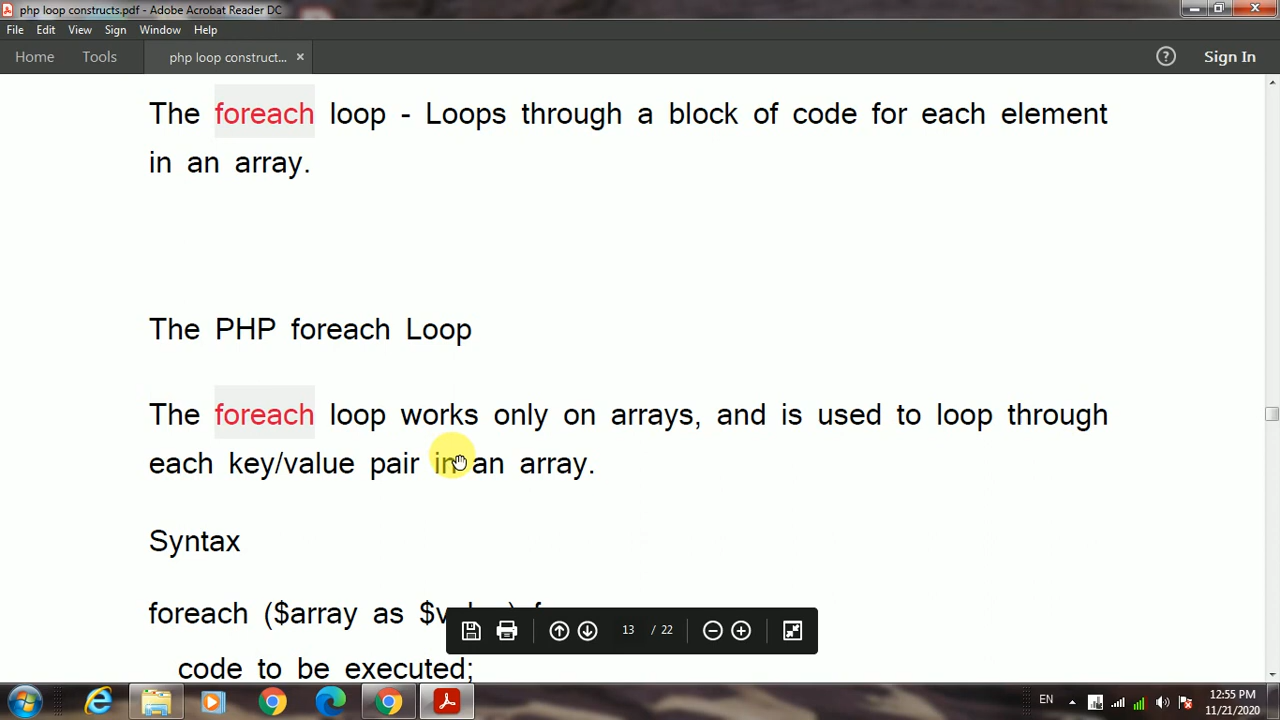 php loop constructs.pdf - Adobe Acrobat Reader DC
File Edit View Sign Window Help
Home Tools php loop construct... × Sign In
The foreach loop - Loops through a block of code for each element
in an array.
The PHP foreach Loop
The foreach loop works only on arrays, and is used to loop through
each key/value pair in an array.
Syntax
foreach ($array as
13 / 22
code to be executed;
EN 12:55 PM
11/21/2020